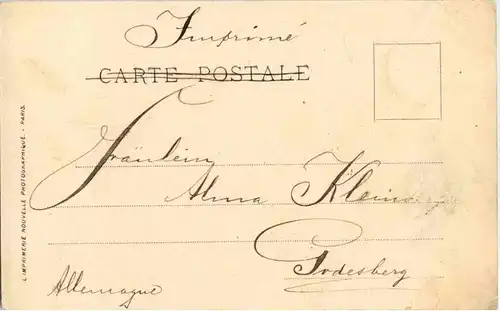 Imprimé
CARTE POSTALE
Fräulein
Alma Klein
Godesberg
Allemagne
L'IMPRIMERIE NOUVELLE PHOTOGRAPHIQUE - PARIS.